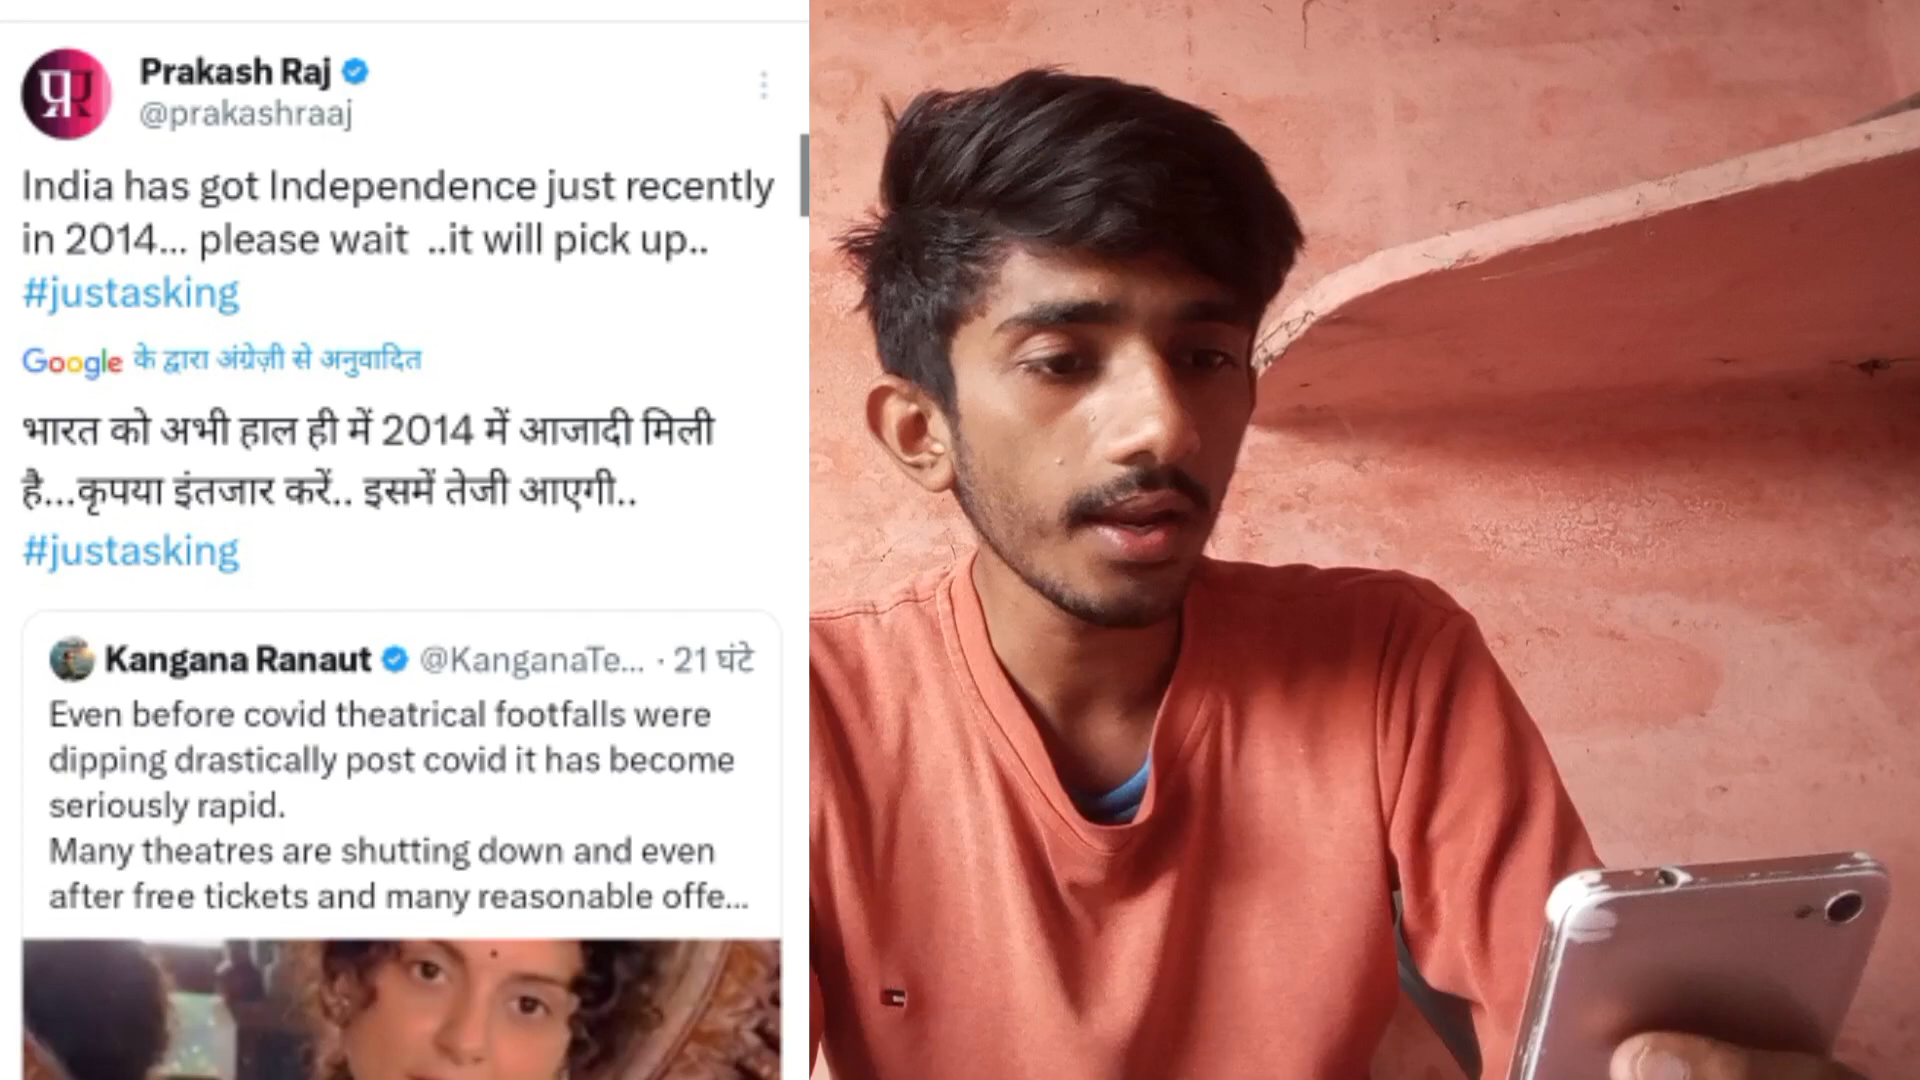 Prakash Raj
@prakashraaj
India has got Independence just recently
in 2014... please wait ..it will pick up..
#justasking
Google के द्वारा अंग्रेज़ी से अनुवादित
भारत को अभी हाल ही में 2014 में आजादी मिली
है...कृपया इंतजार करें.. इसमें तेजी आएगी..
#justasking
Kangana Ranaut @KanganaTe... · 21 घंटे
Even before covid theatrical footfalls were
dipping drastically post covid it has become
seriously rapid.
Many theatres are shutting down and even
after free tickets and many reasonable offe...